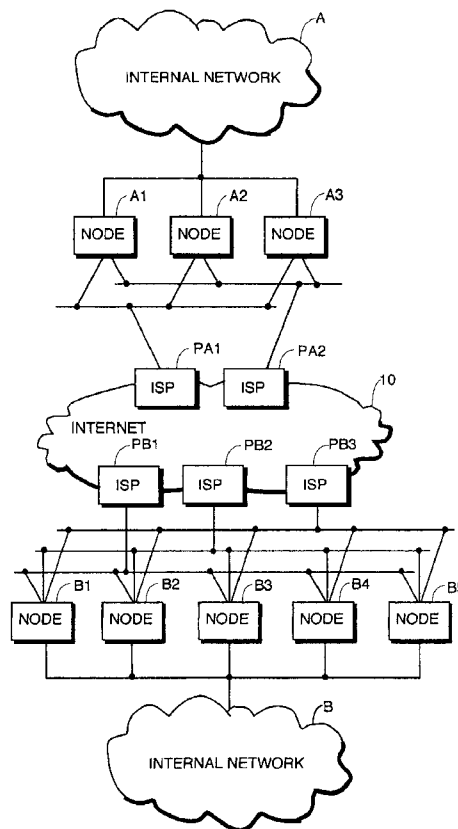 A
INTERNAL NETWORK
A1 A2 A3
NODE NODE NODE
PA1 PA2
ISP ISP
10
INTERNET
PB1 PB2 PB3
ISP ISP ISP
B1 B2 B3 B4
NODE NODE NODE NODE NODE
B
INTERNAL NETWORK